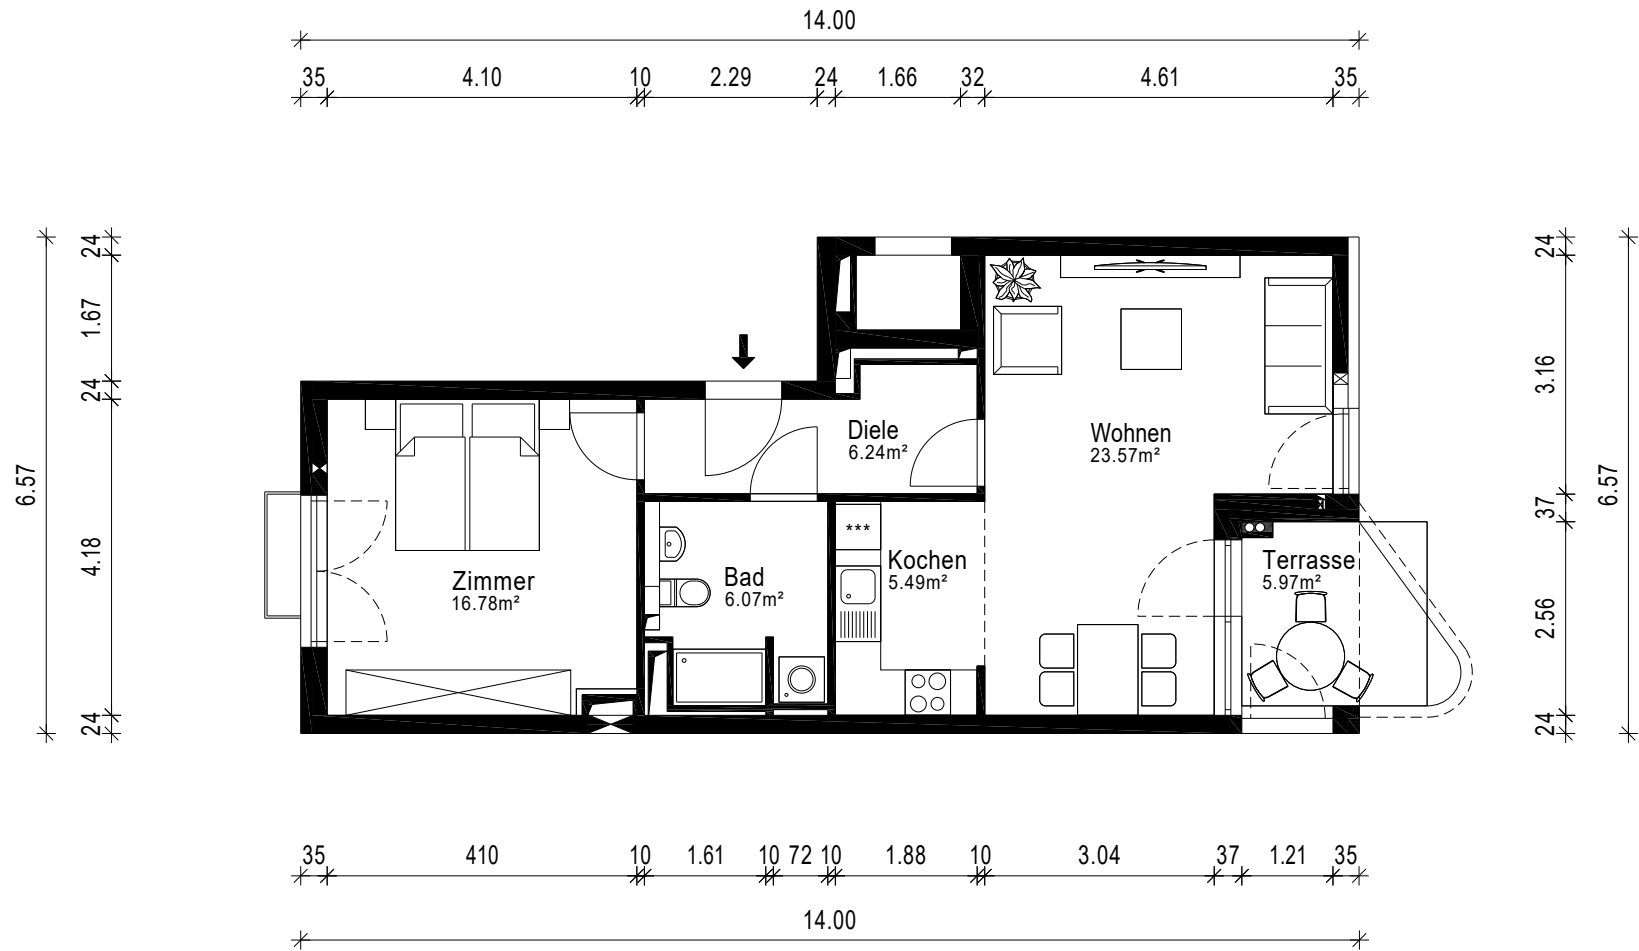 14.00
35 4.10 10 2.29 24 1.66 32 4.61 35
24
1.67
24
4.18
24
6.57
Diele
6.24m²
Wohnen
23.57m²
***
Kochen
5.49m²
Zimmer
16.78m²
Bad
6.07m²
Terrasse
5.97m²
24
3.16
37
2.56
24
6.57
35 410 10 1.61 10 72 10 1.88 10 3.04 37 1.21 35
14.00